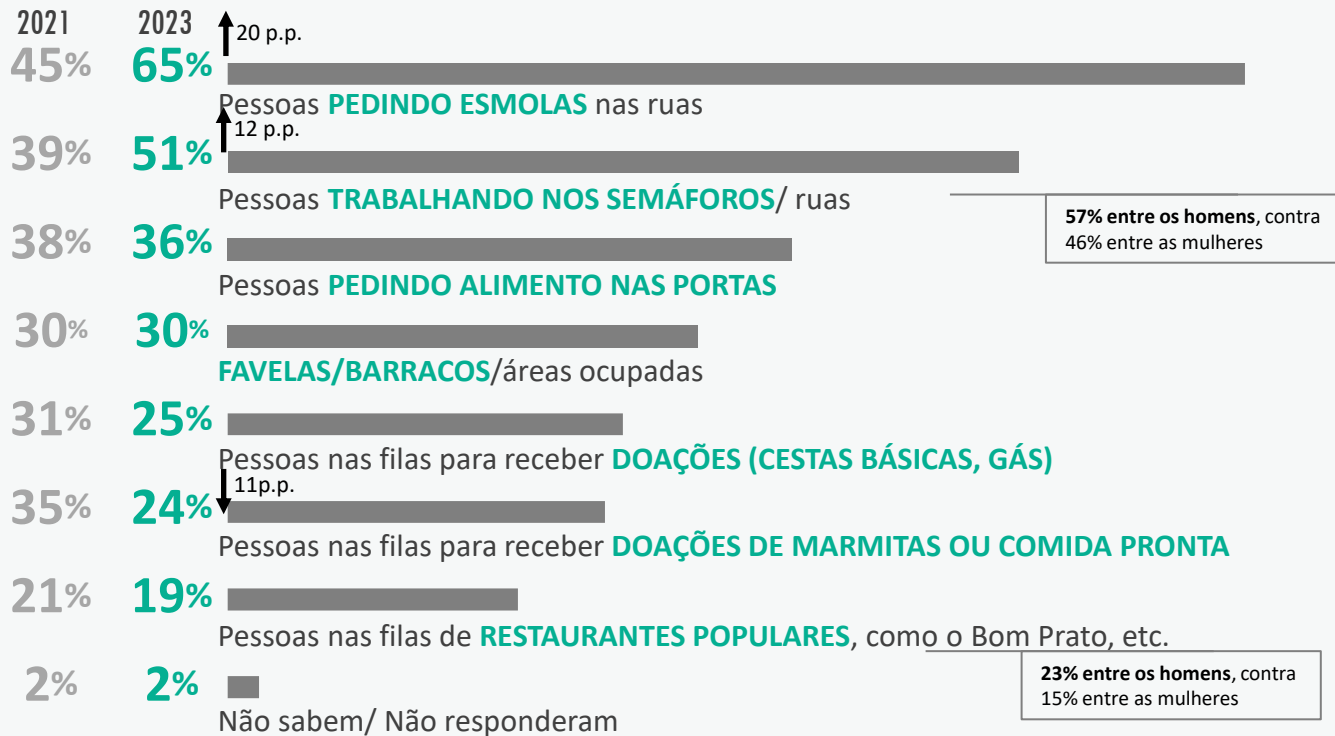 2021 2023
20 p.p.
45% 65%
Pessoas PEDINDO ESMOLAS nas ruas
12 p.p.
39% 51%
Pessoas TRABALHANDO NOS SEMÁFOROS/ ruas
57% entre os homens, contra
46% entre as mulheres
38% 36%
Pessoas PEDINDO ALIMENTO NAS PORTAS
30% 30%
FAVELAS/BARRACOS/áreas ocupadas
31% 25%
Pessoas nas filas para receber DOAÇÕES (CESTAS BÁSICAS, GÁS)
11p.p.
35% 24%
Pessoas nas filas para receber DOAÇÕES DE MARMITAS OU COMIDA PRONTA
21% 19%
Pessoas nas filas de RESTAURANTES POPULARES, como o Bom Prato, etc.
23% entre os homens, contra
15% entre as mulheres
2% 2%
Não sabem/ Não responderam